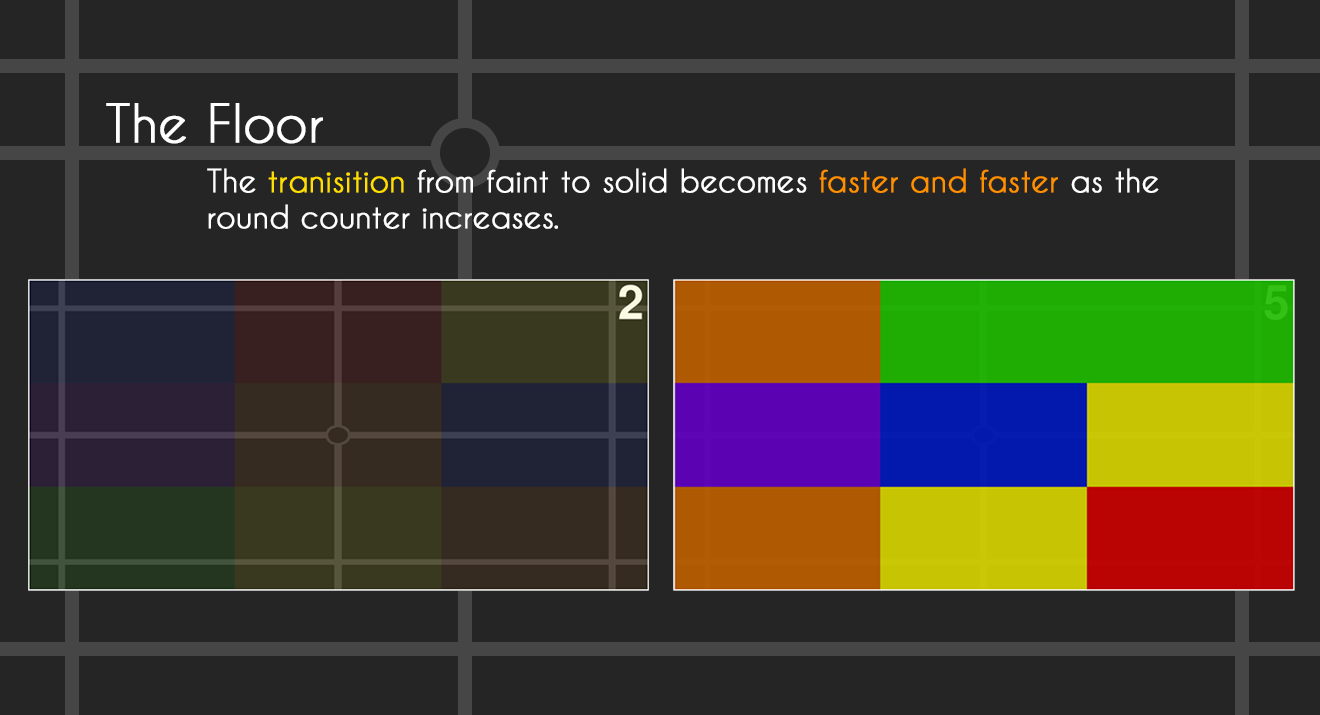 The Floor
The tranisition from faint to solid becomes faster and faster as the
round counter increases.
2
5